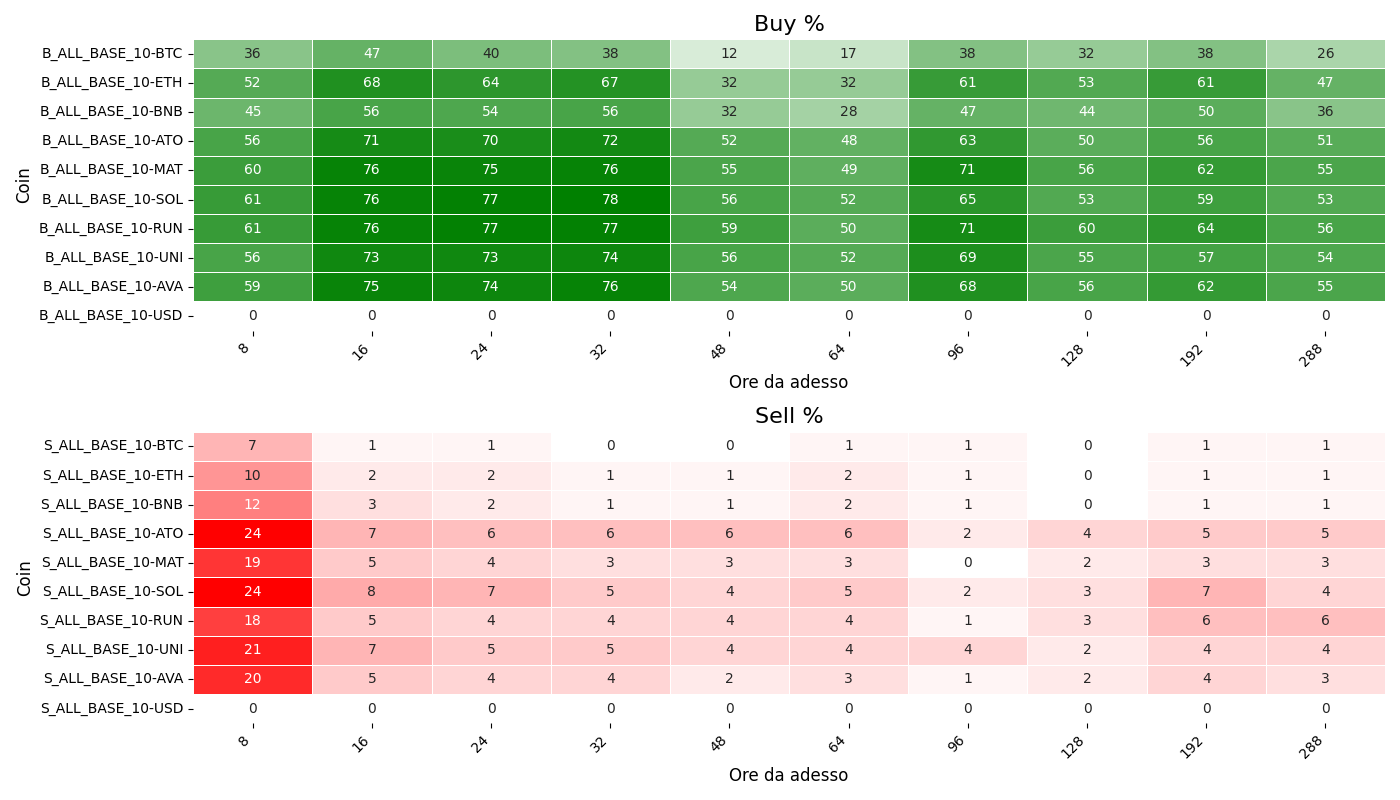 Buy %
Coin
B_ALL_BASE_10-BTC 36 47 40 38 12 17 38 32 38 26
B_ALL_BASE_10-ETH 52 68 64 67 32 32 61 53 61 47
B_ALL_BASE_10-BNB 45 56 54 56 32 28 47 44 50 36
B_ALL_BASE_10-ATO 56 71 70 72 52 48 63 50 56 51
B_ALL_BASE_10-MAT 60 76 75 76 55 49 71 56 62 55
B_ALL_BASE_10-SOL 61 76 77 78 56 52 65 53 59 53
B_ALL_BASE_10-RUN 61 76 77 77 59 50 71 60 64 56
B_ALL_BASE_10-UNI 56 73 73 74 56 52 69 55 57 54
B_ALL_BASE_10-AVA 59 75 74 76 54 50 68 56 62 55
B_ALL_BASE_10-USD 0 0 0 0 0 0 0 0 0 0
8 16 24 32 48 64 96 128 192 288
Ore da adesso
Sell %
Coin
S_ALL_BASE_10-BTC 7 1 1 0 0 1 1 0 1 1
S_ALL_BASE_10-ETH 10 2 2 1 1 2 1 0 1 1
S_ALL_BASE_10-BNB 12 3 2 1 1 2 1 0 1 1
S_ALL_BASE_10-ATO 24 7 6 6 6 6 2 4 5 5
S_ALL_BASE_10-MAT 19 5 4 3 3 3 0 2 3 3
S_ALL_BASE_10-SOL 24 8 7 5 4 5 2 3 7 4
S_ALL_BASE_10-RUN 18 5 4 4 4 4 1 3 6 6
S_ALL_BASE_10-UNI 21 7 5 5 4 4 4 2 4 4
S_ALL_BASE_10-AVA 20 5 4 4 2 3 1 2 4 3
S_ALL_BASE_10-USD 0 0 0 0 0 0 0 0 0 0
8 16 24 32 48 64 96 128 192 288
Ore da adesso